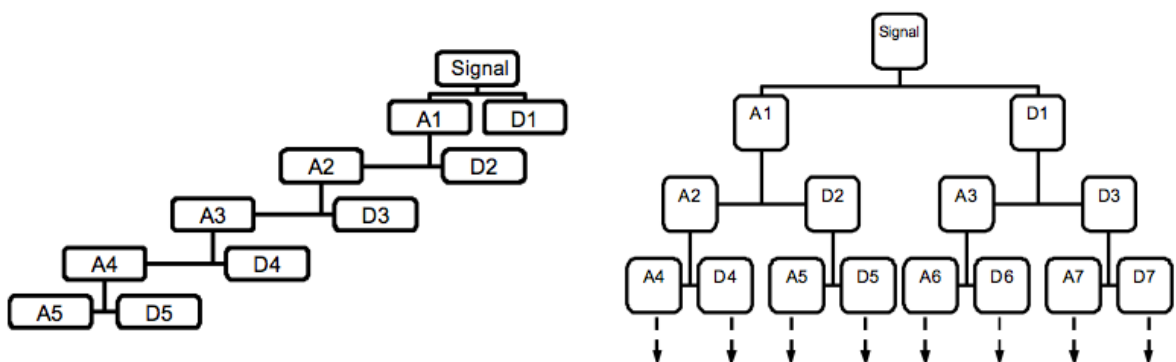 Signal
A1 D1
A2 D2
A3 D3
A4 D4
A5 D5
Signal
A1 D1
A2 D2 A3 D3
A4 D4 A5 D5 A6 D6 A7 D7